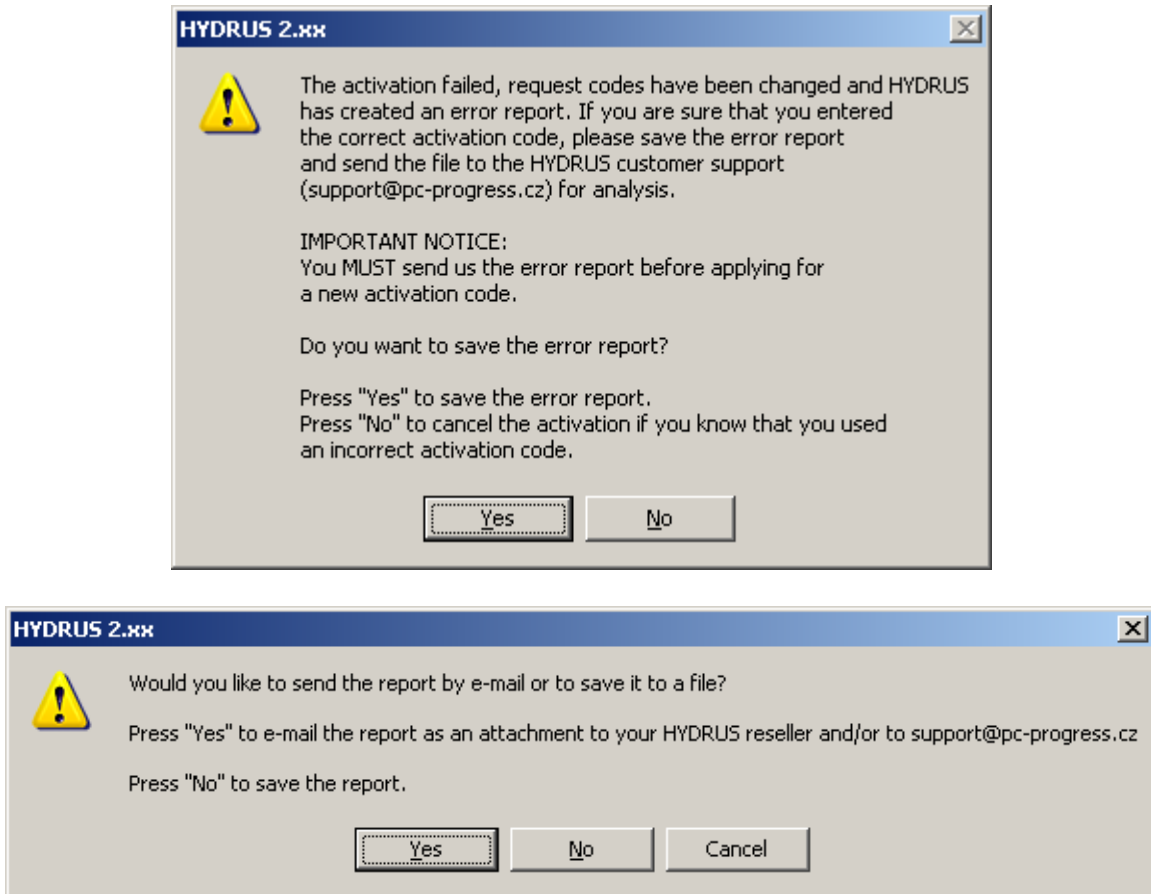 HYDRUS 2.xx
The activation failed, request codes have been changed and HYDRUS
has created an error report. If you are sure that you entered
the correct activation code, please save the error report
and send the file to the HYDRUS customer support
(support@pc-progress.cz) for analysis.
IMPORTANT NOTICE:
You MUST send us the error report before applying for
a new activation code.
Do you want to save the error report?
Press "Yes" to save the error report.
Press "No" to cancel the activation if you know that you used
an incorrect activation code.
Yes No
HYDRUS 2.xx
Would you like to send the report by e-mail or to save it to a file?
Press "Yes" to e-mail the report as an attachment to your HYDRUS reseller and/or to support@pc-progress.cz
Press "No" to save the report.
Yes No Cancel